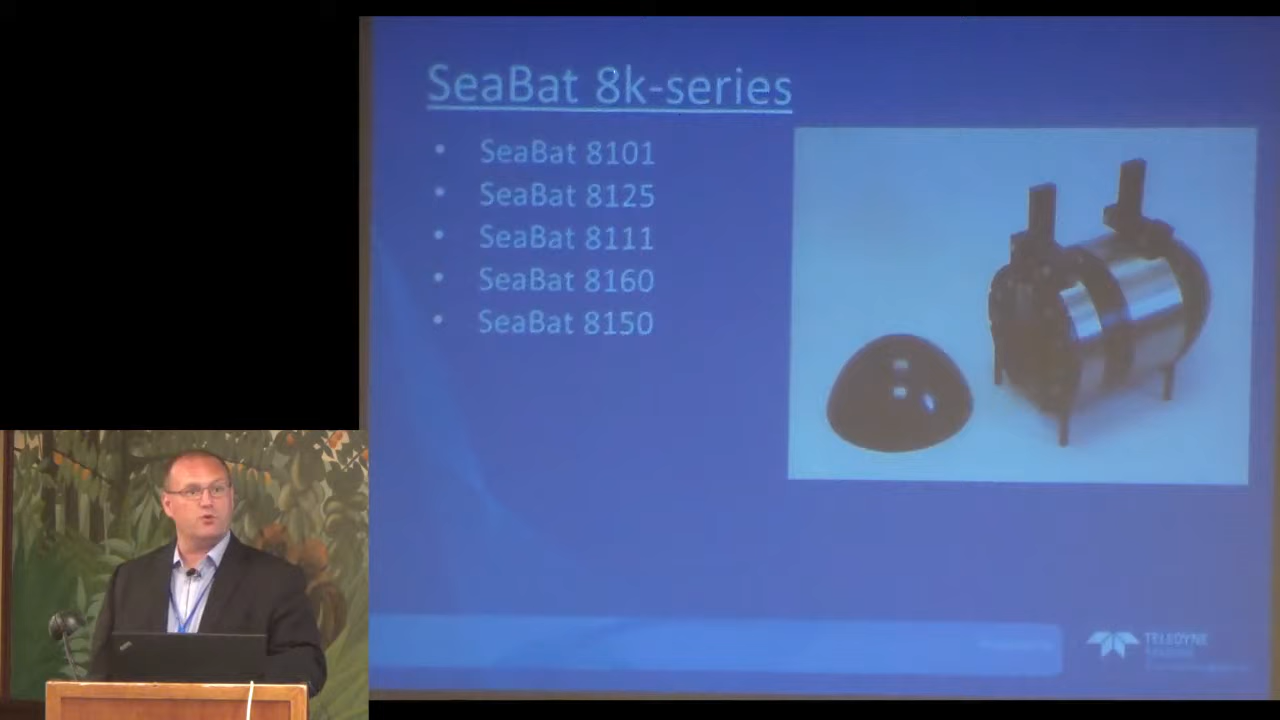 SeaBat 8k-series
• SeaBat 8101
• SeaBat 8125
• SeaBat 8111
• SeaBat 8160
• SeaBat 8150
TELEDYNE